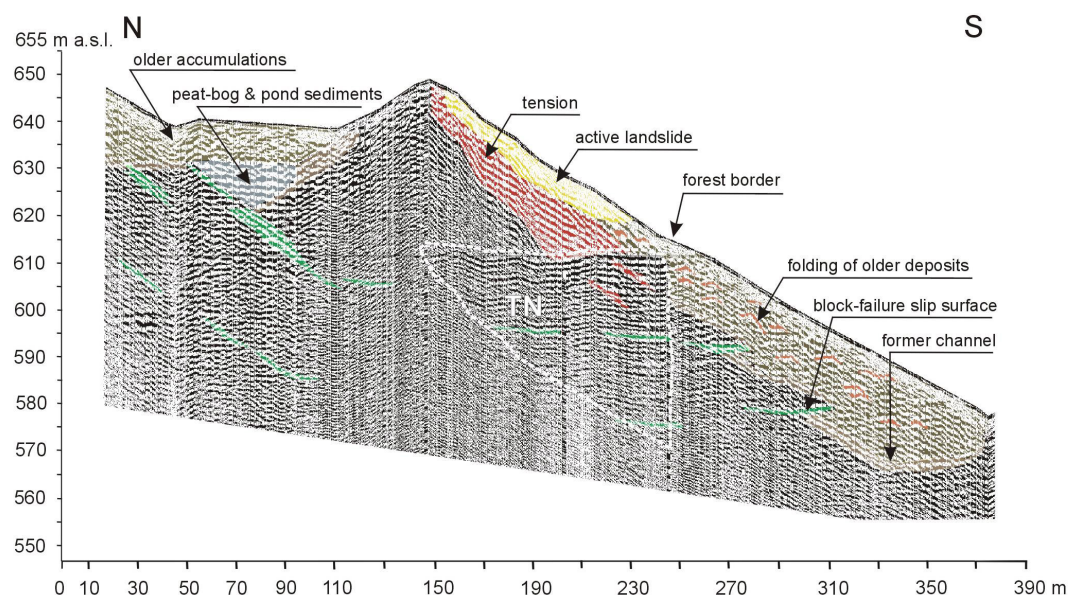 N
S
655 m a.s.l.
older accumulations
650
peat-bog & pond sediments
tension
640
active landslide
630
forest border
620
610
folding of older deposits
600
TN
block-failure slip surface
590
former channel
580
570
560
550
0 10 30 50 70 90 110 150 190 230 270 310 350 390 m